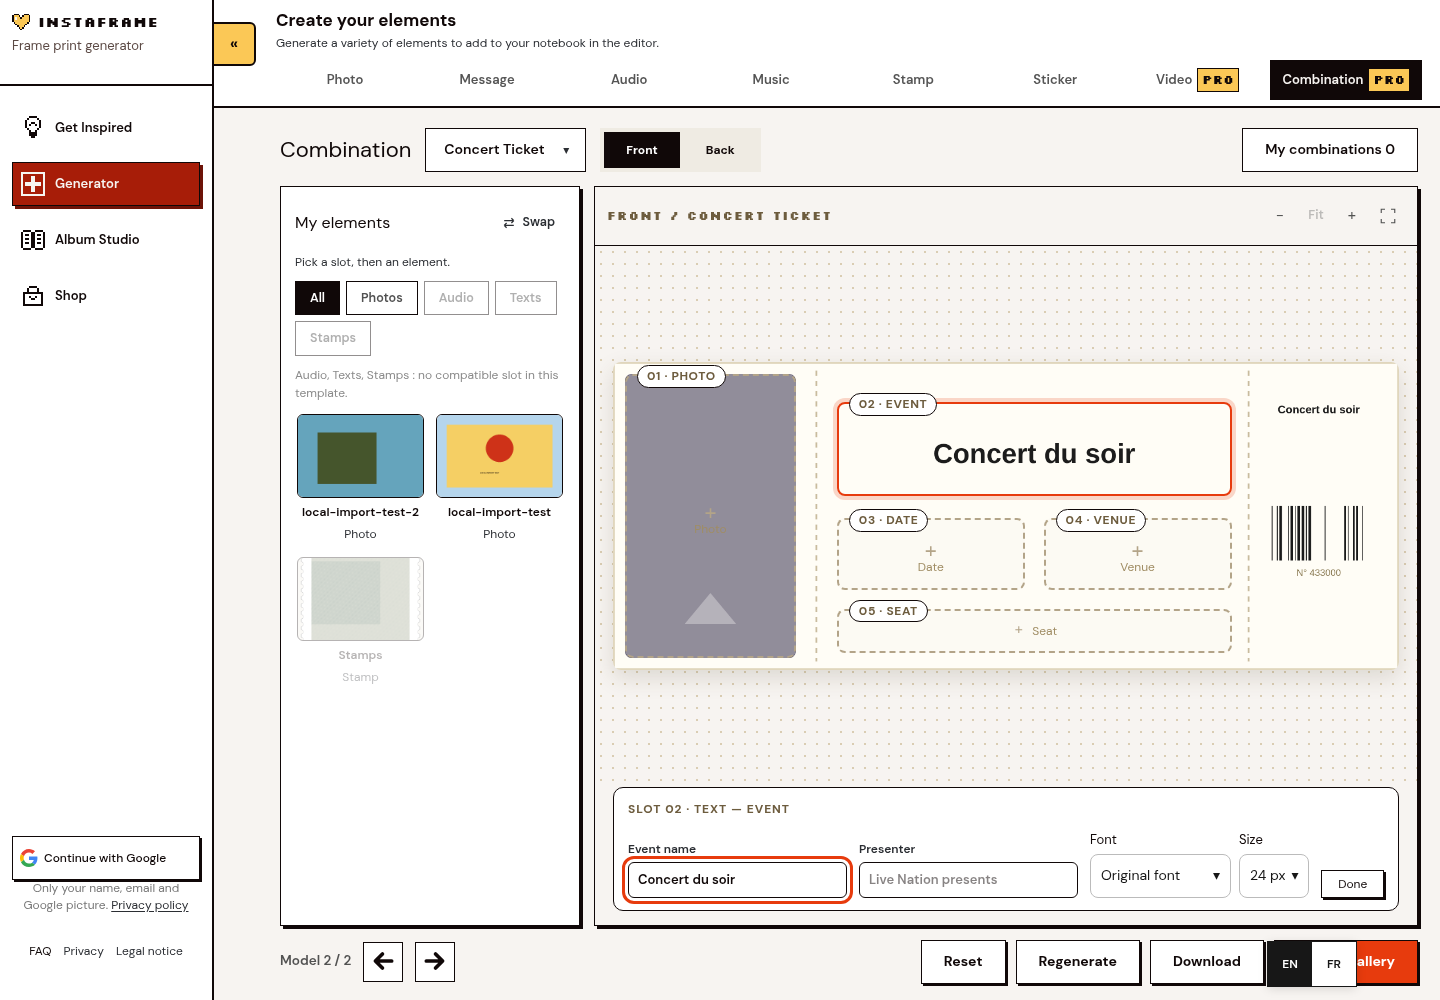 INSTAFRAME
Frame print generator
Get Inspired
Generator
Album Studio
Shop
Continue with Google
Only your name, email and
Google picture. Privacy policy
FAQ Privacy Legal notice
«
Create your elements
Generate a variety of elements to add to your notebook in the editor.
Photo Message Audio Music Stamp Sticker Video PRO Combination PRO
Combination Concert Ticket ▾ Front Back My combinations 0
My elements ⇄ Swap
Pick a slot, then an element.
All Photos Audio Texts
Stamps
Audio, Texts, Stamps : no compatible slot in this
template.
local-import-test-2 local-import-test
Photo Photo
Stamps
Stamp
FRONT / CONCERT TICKET − Fit +
01 · PHOTO
+
02 · EVENT
Concert du soir
03 · DATE
+
Date
04 · VENUE
+
Venue
05 · SEAT
+ Seat
Concert du soir
N° 433000
SLOT 02 · TEXT — EVENT
Event name Presenter Font Size
Concert du soir Live Nation presents Original font ▾ 24 px ▾ Done
Model 2 / 2 Reset Regenerate Download EN FR